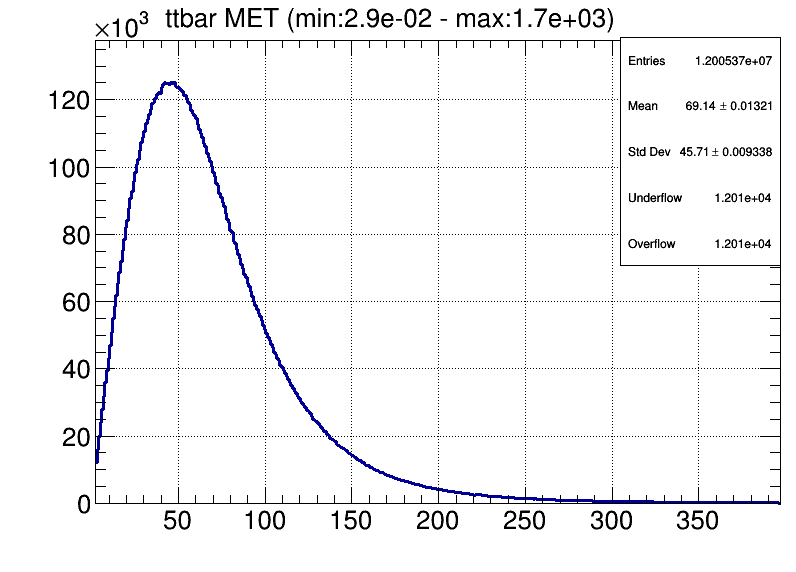 ×10³ ttbar MET (min:2.9e-02 - max:1.7e+03)
Entries 1.200537e+07
Mean 69.14 ± 0.01321
Std Dev 45.71 ± 0.009338
Underflow 1.201e+04
Overflow 1.201e+04
120
100
80
60
40
20
0
50 100 150 200 250 300 350